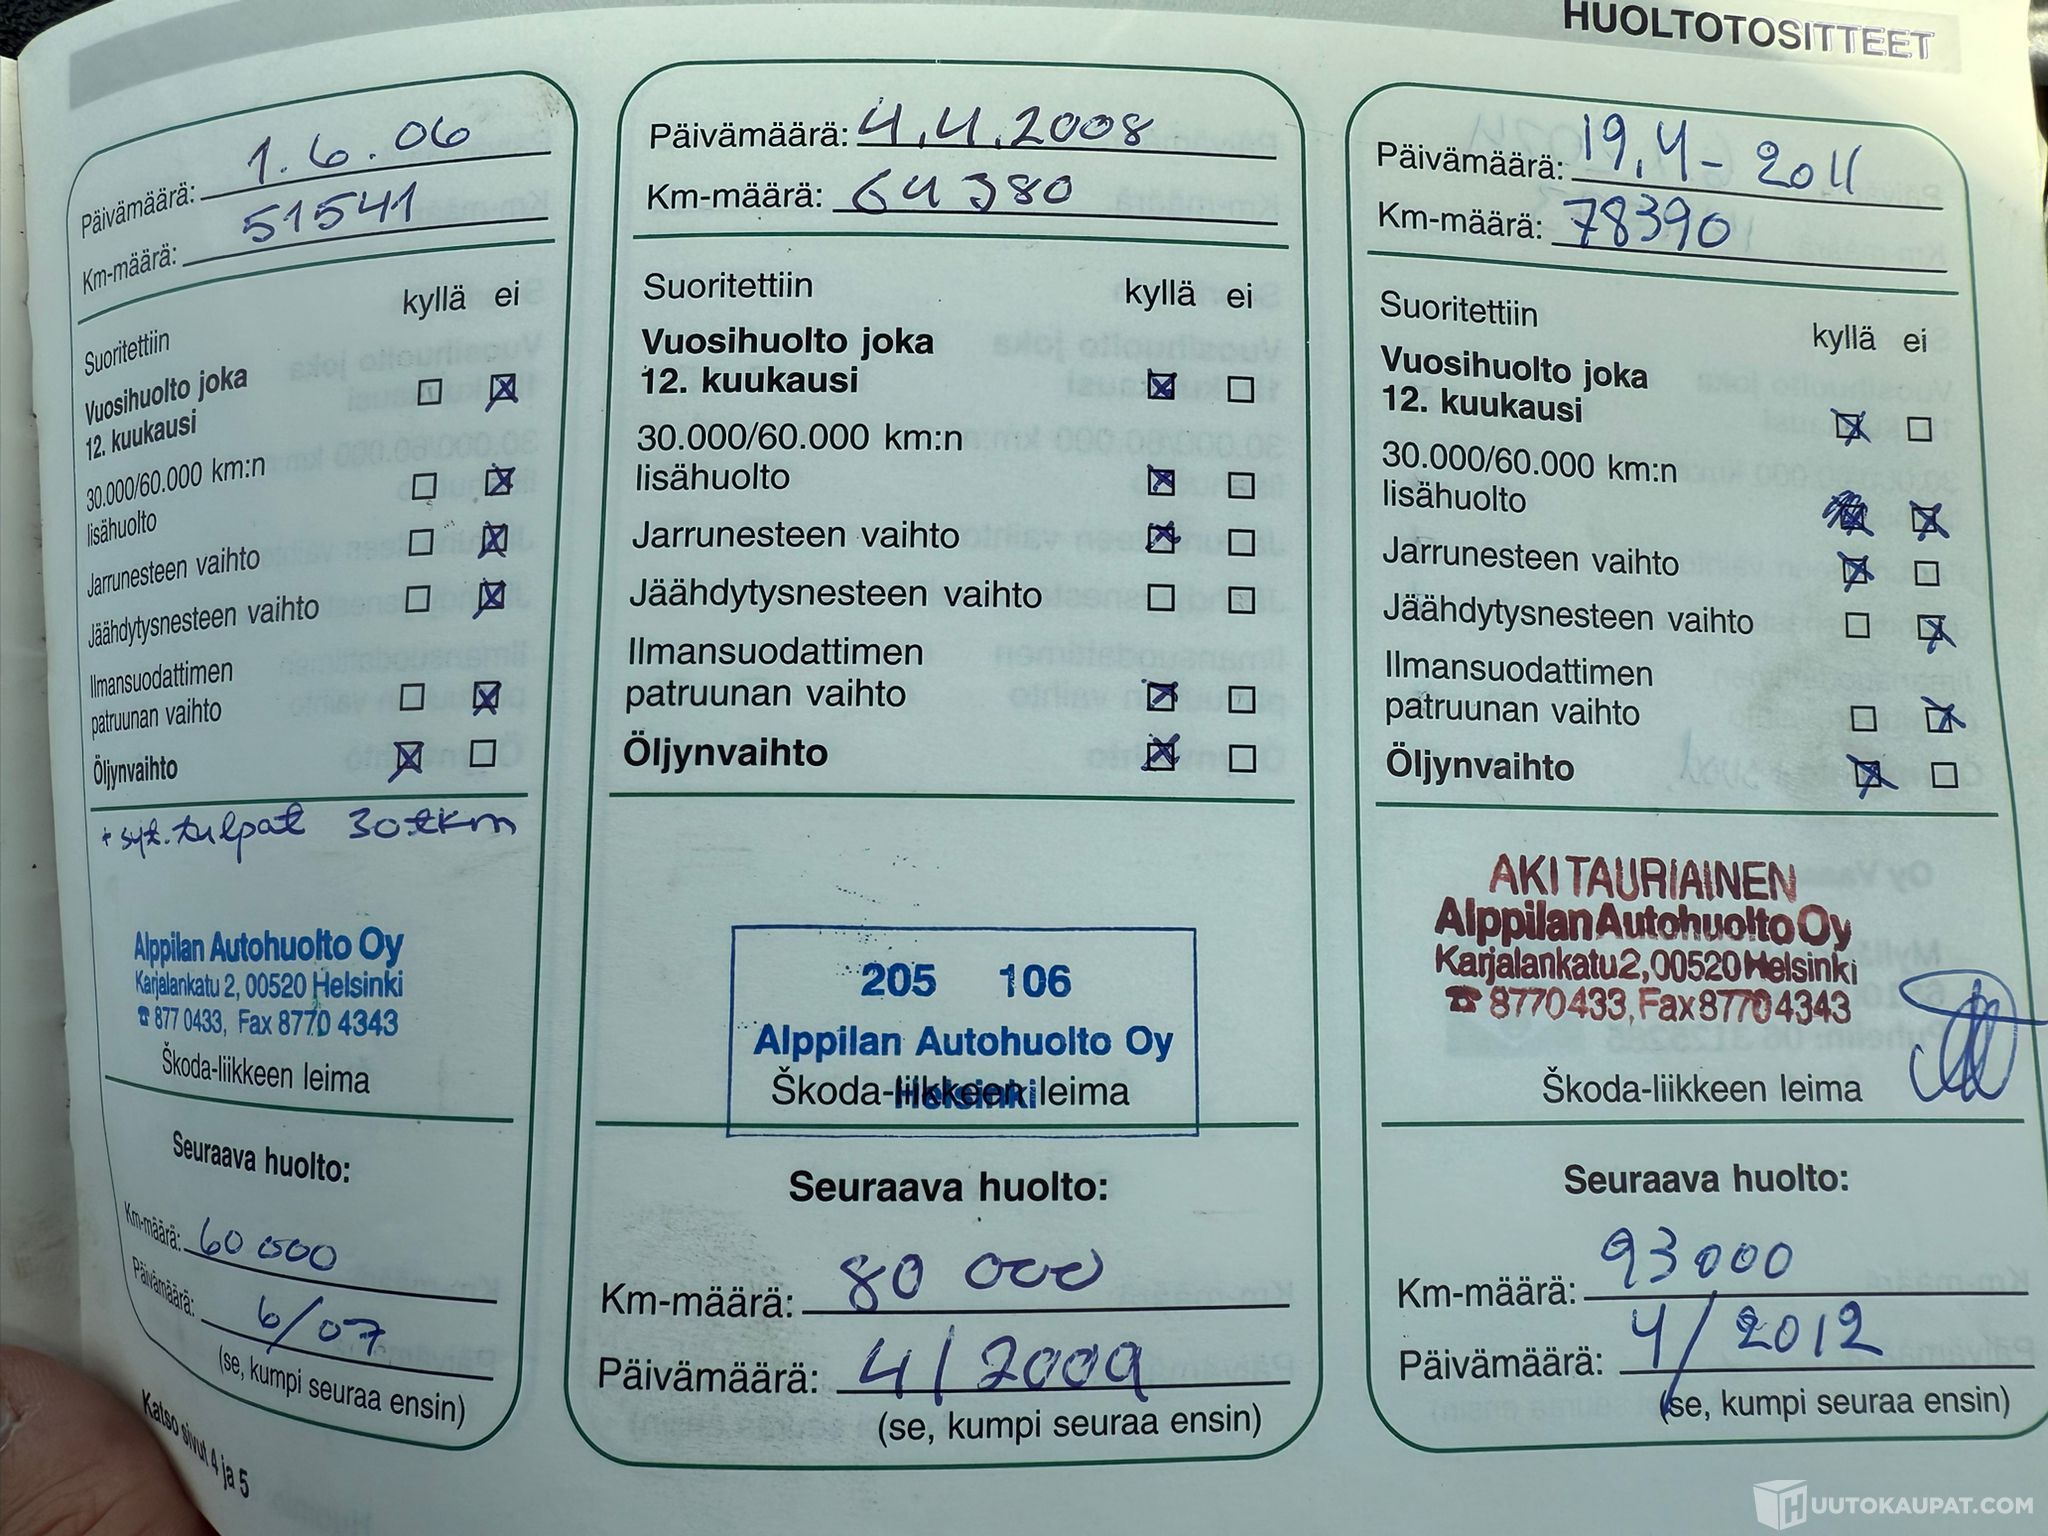 HUOLTOTOSITTEET
Päivämäärä: 1.6.06
Km-määrä: 51541
kyllä ei
Suoritettiin
Vuosihuolto joka
12. kuukausi
30.000/60.000 km:n
lisähuolto
Jarrunesteen vaihto
Jäähdytysnesteen vaihto
Ilmansuodattimen
patruunan vaihto
Öljynvaihto
+ syt.tulpat 30tkm
Alppilan Autohuolto Oy
Karjalankatu 2, 00520 Helsinki
☎ 877 0433, Fax 8770 4343
Škoda-liikkeen leima
Seuraava huolto:
Km-määrä: 60 000
Päivämäärä: 6/07
(se, kumpi seuraa ensin)
Katso sivut 4 ja 5
Päivämäärä: 4.4.2008
Km-määrä: 64380
Suoritettiin kyllä ei
Vuosihuolto joka
12. kuukausi
30.000/60.000 km:n
lisähuolto
Jarrunesteen vaihto
Jäähdytysnesteen vaihto
Ilmansuodattimen
patruunan vaihto
Öljynvaihto
205 106
Alppilan Autohuolto Oy
Helsinki
Škoda-liikkeen leima
Seuraava huolto:
Km-määrä: 80 000
Päivämäärä: 4/2009
(se, kumpi seuraa ensin)
Päivämäärä: 19.4-2011
Km-määrä: 78390
Suoritettiin
kyllä ei
Vuosihuolto joka
12. kuukausi
30.000/60.000 km:n
lisähuolto
Jarrunesteen vaihto
Jäähdytysnesteen vaihto
Ilmansuodattimen
patruunan vaihto
Öljynvaihto
AKI TAURIAINEN
Alppilan Autohuolto Oy
Karjalankatu 2, 00520 Helsinki
☎ 8770433, Fax 8770 4343
Škoda-liikkeen leima
Seuraava huolto:
Km-määrä: 93000
Päivämäärä: 4/2012
(se, kumpi seuraa ensin)
HUUTOKAUPAT.COM